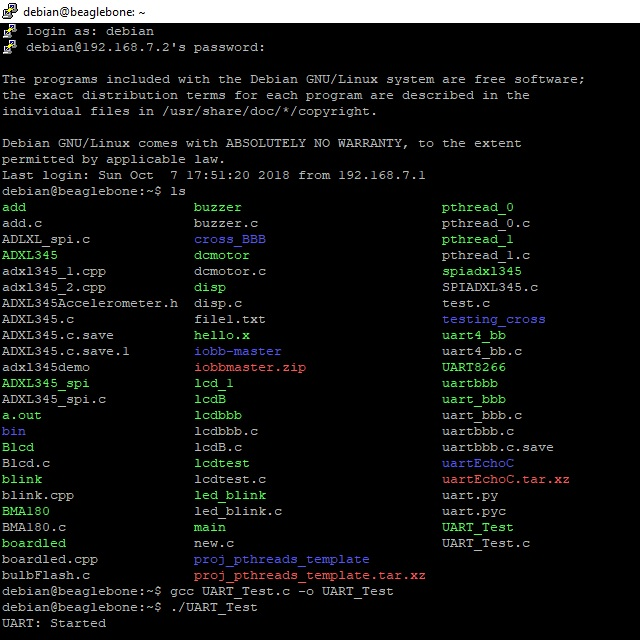 debian@beaglebone: ~
login as: debian
debian@192.168.7.2's password:
The programs included with the Debian GNU/Linux system are free software;
the exact distribution terms for each program are described in the
individual files in /usr/share/doc/*/copyright.
Debian GNU/Linux comes with ABSOLUTELY NO WARRANTY, to the extent
permitted by applicable law.
Last login: Sun Oct  7 17:51:20 2018 from 192.168.7.1
debian@beaglebone:~$ ls
add buzzer pthread_0
add.c buzzer.c pthread_0.c
ADLXL_spi.c cross_BBB pthread_1
ADXL345 dcmotor pthread_1.c
adxl345_1.cpp dcmotor.c spiadxl345
adxl345_2.cpp disp SPIADXL345.c
ADXL345Accelerometer.h disp.c test.c
ADXL345.c file1.txt testing_cross
ADXL345.c.save hello.x uart4_bb
ADXL345.c.save.1 iobb-master uart4_bb.c
adxl345demo iobbmaster.zip UART8266
ADXL345_spi lcd_1 uartbbb
ADXL345_spi.c lcdB uart_bbb
a.out lcdbbb uart_bbb.c
bin lcdbbb.c uartbbb.c
Blcd lcdB.c uartbbb.c.save
Blcd.c lcdtest uartEchoC
blink lcdtest.c uartEchoC.tar.xz
blink.cpp led_blink uart.py
BMA180 led_blink.c uart.pyc
BMA180.c main UART_Test
boardled new.c UART_Test.c
boardled.cpp proj_pthreads_template
bulbFlash.c proj_pthreads_template.tar.xz
debian@beaglebone:~$ gcc UART_Test.c -o UART_Test
debian@beaglebone:~$ ./UART_Test
UART: Started